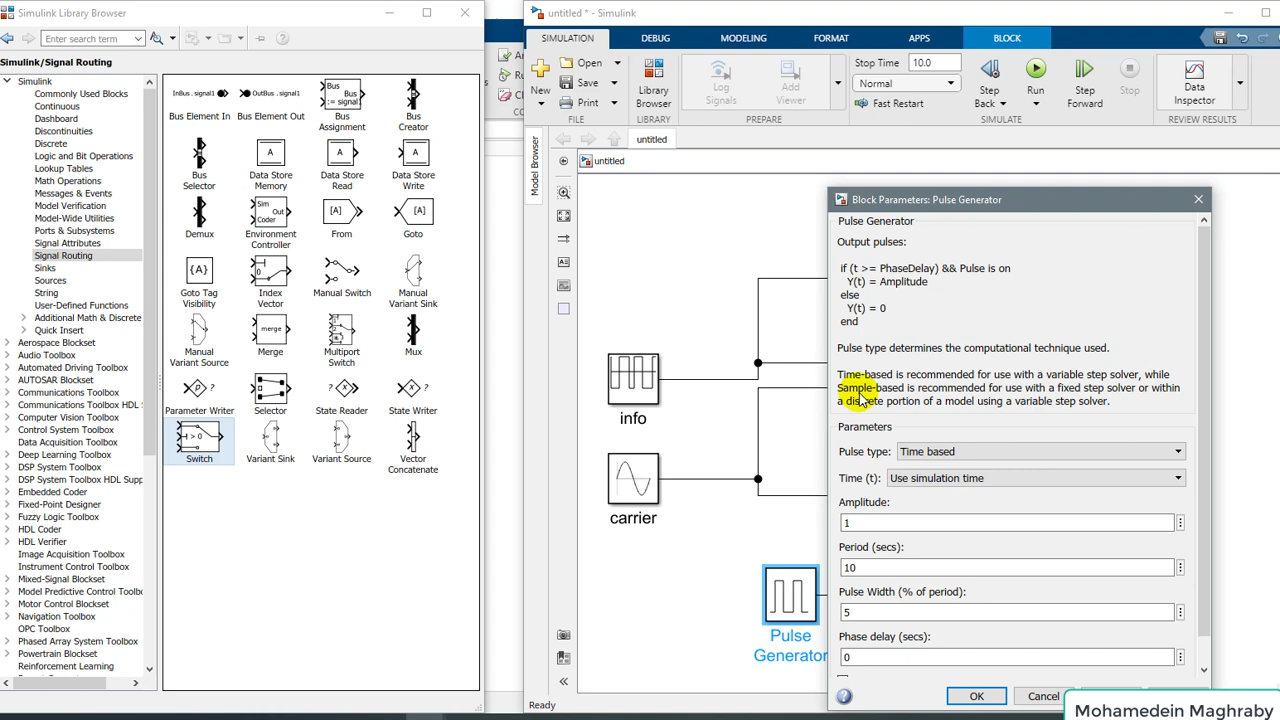 Simulink Library Browser
Enter search term
Simulink/Signal Routing
Simulink
Commonly Used Blocks
Continuous
Dashboard
Discontinuities
Discrete
Logic and Bit Operations
Lookup Tables
Math Operations
Messages & Events
Model Verification
Model-Wide Utilities
Ports & Subsystems
Signal Attributes
Signal Routing
Sinks
Sources
String
User-Defined Functions
Additional Math & Discrete
Quick Insert
Aerospace Blockset
Audio Toolbox
Automated Driving Toolbox
AUTOSAR Blockset
Communications Toolbox
Communications Toolbox HDL S
Computer Vision Toolbox
Control System Toolbox
Data Acquisition Toolbox
Deep Learning Toolbox
DSP System Toolbox
DSP System Toolbox HDL Supp
Embedded Coder
Fixed-Point Designer
Fuzzy Logic Toolbox
HDL Coder
HDL Verifier
Image Acquisition Toolbox
Instrument Control Toolbox
Mixed-Signal Blockset
Model Predictive Control Toolbo
Motor Control Blockset
Navigation Toolbox
OPC Toolbox
Phased Array System Toolbox
Powertrain Blockset
Reinforcement Learning
InBus . signal1
OutBus . signal1
Bus
Bus
:= signal1
Bus Element In
Bus Element Out
Bus
Assignment
Bus
Creator
A
A
A
Bus
Selector
Data Store
Memory
Data Store
Read
Data Store
Write
Sim
Out
Coder
[A]
[A]
Demux
Environment
Controller
From
Goto
{A}
0
Goto Tag
Visibility
Index
Vector
Manual Switch
Manual
Variant Sink
merge
Manual
Variant Source
Merge
Multiport
Switch
Mux
P ?
X ?
X ?
Parameter Writer
Selector
State Reader
State Writer
> 0
Switch
Variant Sink
Variant Source
Vector
Concatenate
untitled * - Simulink
SIMULATION
DEBUG
MODELING
FORMAT
APPS
BLOCK
New
Open
Save
Print
FILE
Library
Browser
LIBRARY
Log
Signals
Add
Viewer
PREPARE
Stop Time 10.0
Normal
Fast Restart
Step
Back
Run
Step
Forward
Stop
SIMULATE
Data
Inspector
REVIEW RESULTS
Model Browser
untitled
untitled
info
carrier
Pulse
Generator
Ready
Block Parameters: Pulse Generator
Pulse Generator
Output pulses:
if (t >= PhaseDelay) && Pulse is on
Y(t) = Amplitude
else
Y(t) = 0
end
Pulse type determines the computational technique used.
Time-based is recommended for use with a variable step solver, while
Sample-based is recommended for use with a fixed step solver or within
a discrete portion of a model using a variable step solver.
Parameters
Pulse type: Time based
Time (t): Use simulation time
Amplitude:
1
Period (secs):
10
Pulse Width (% of period):
5
Phase delay (secs):
0
OK
Cancel
Mohamedein Maghraby